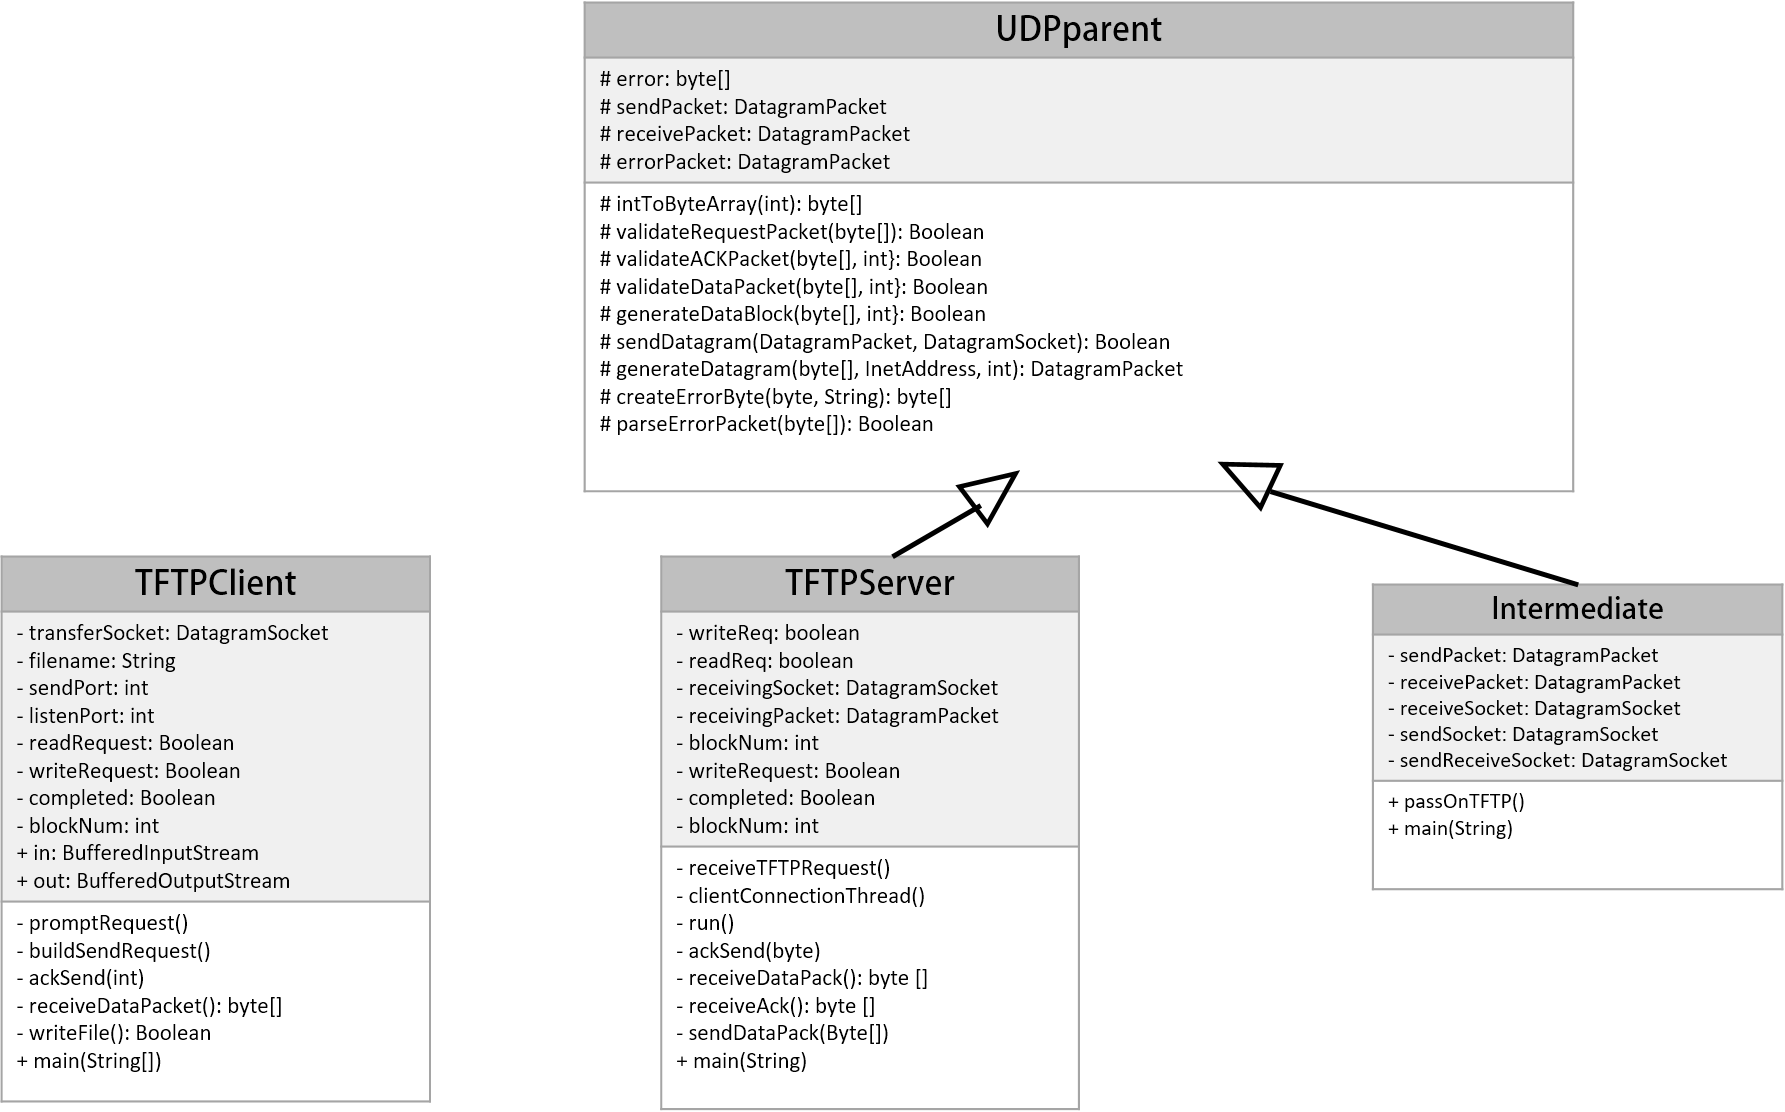 UDPparent
# error: byte[]
# sendPacket: DatagramPacket
# receivePacket: DatagramPacket
# errorPacket: DatagramPacket
# intToByteArray(int): byte[]
# validateRequestPacket(byte[]): Boolean
# validateACKPacket(byte[], int}: Boolean
# validateDataPacket(byte[], int}: Boolean
# generateDataBlock(byte[], int}: Boolean
# sendDatagram(DatagramPacket, DatagramSocket): Boolean
# generateDatagram(byte[], InetAddress, int): DatagramPacket
# createErrorByte(byte, String): byte[]
# parseErrorPacket(byte[]): Boolean
TFTPClient
- transferSocket: DatagramSocket
- filename: String
- sendPort: int
- listenPort: int
- readRequest: Boolean
- writeRequest: Boolean
- completed: Boolean
- blockNum: int
+ in: BufferedInputStream
+ out: BufferedOutputStream
- promptRequest()
- buildSendRequest()
- ackSend(int)
- receiveDataPacket(): byte[]
- writeFile(): Boolean
+ main(String[])
TFTPServer
- writeReq: boolean
- readReq: boolean
- receivingSocket: DatagramSocket
- receivingPacket: DatagramPacket
- blockNum: int
- writeRequest: Boolean
- completed: Boolean
- blockNum: int
- receiveTFTPRequest()
- clientConnectionThread()
- run()
- ackSend(byte)
- receiveDataPack(): byte []
- receiveAck(): byte []
- sendDataPack(Byte[])
+ main(String)
Intermediate
- sendPacket: DatagramPacket
- receivePacket: DatagramPacket
- receiveSocket: DatagramSocket
- sendSocket: DatagramSocket
- sendReceiveSocket: DatagramSocket
+ passOnTFTP()
+ main(String)